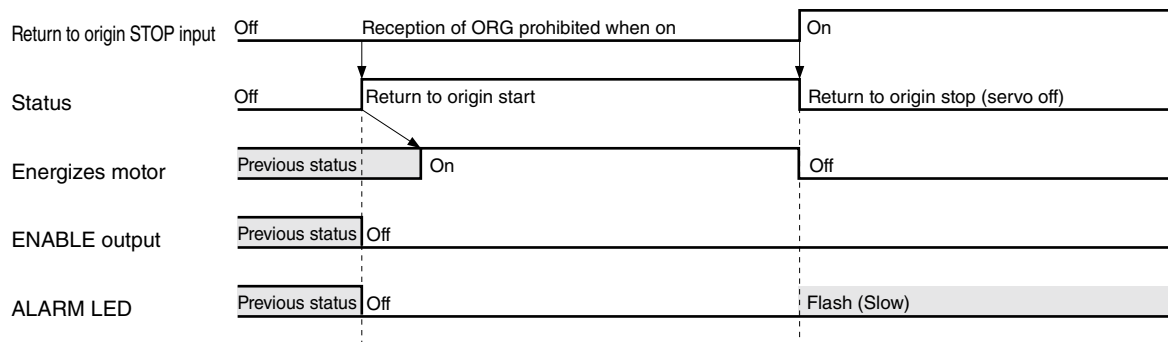 Return to origin STOP input Off Reception of ORG prohibited when on On
Status Off Return to origin start Return to origin stop (servo off)
Energizes motor Previous status On Off
ENABLE output Previous status Off
ALARM LED Previous status Off Flash (Slow)